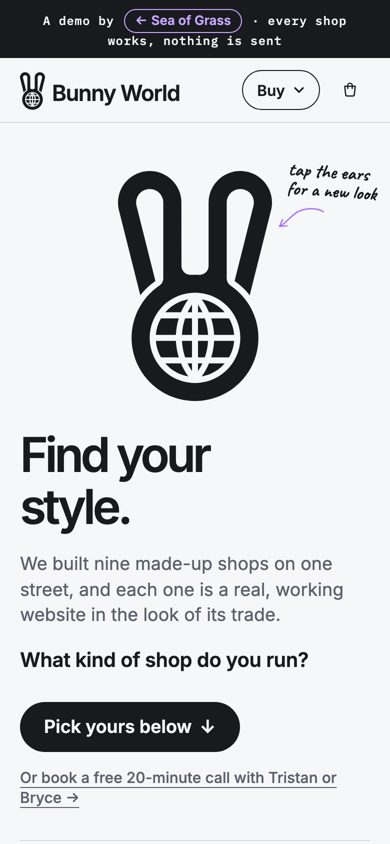 A demo by ← Sea of Grass · every shop
works, nothing is sent
Bunny World
Buy
tap the ears
for a new look
Find your
style.
We built nine made-up shops on one
street, and each one is a real, working
website in the look of its trade.
What kind of shop do you run?
Pick yours below ↓
Or book a free 20-minute call with Tristan or
Bryce →